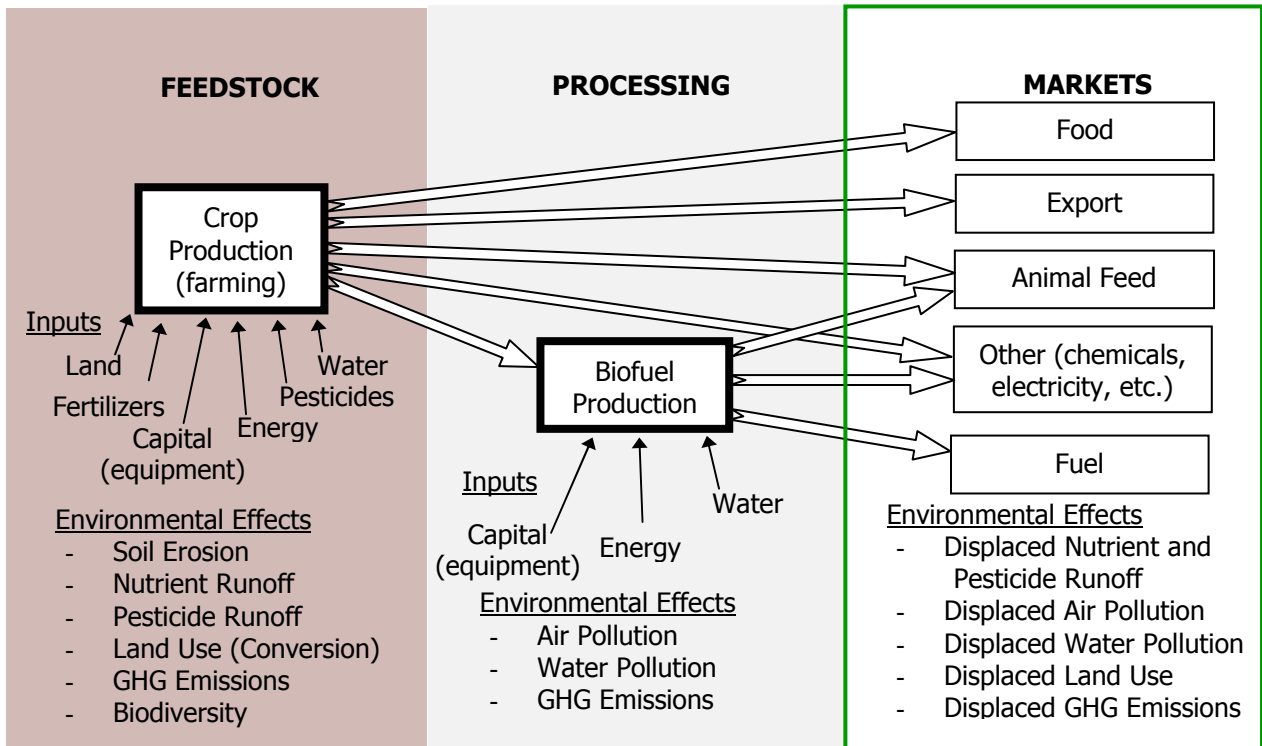 FEEDSTOCK
Crop
Production
(farming)
Inputs
Land
Fertilizers
Capital
(equipment)
Energy
Pesticides
Water
Environmental Effects
- Soil Erosion
- Nutrient Runoff
- Pesticide Runoff
- Land Use (Conversion)
- GHG Emissions
- Biodiversity
PROCESSING
Biofuel
Production
Inputs
Capital
(equipment)
Energy
Water
Environmental Effects
- Air Pollution
- Water Pollution
- GHG Emissions
MARKETS
Food
Export
Animal Feed
Other (chemicals,
electricity, etc.)
Fuel
Environmental Effects
- Displaced Nutrient and
Pesticide Runoff
- Displaced Air Pollution
- Displaced Water Pollution
- Displaced Land Use
- Displaced GHG Emissions